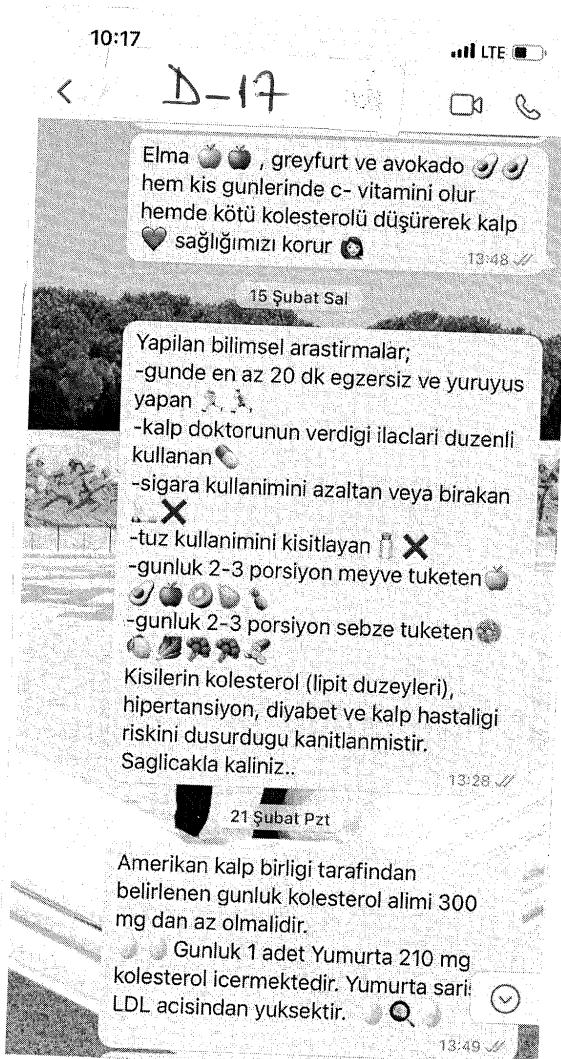 10:17
LTE
D-17
Elma 🍏 🍎 , greyfurt ve avokado 🥑 🥑
hem kis gunlerinde c- vitamini olur
hemde kötü kolesterolü düşürerek kalp
❤ sağlığımızı korur 🙆‍♀️
13:48
15 Şubat Sal
Yapilan bilimsel arastirmalar;
-gunde en az 20 dk egzersiz ve yuruyus
yapan
-kalp doktorunun verdigi ilaclari duzenli
kullanan 💊
-sigara kullanimini azaltan veya birakan
🚬 ❌
-tuz kullanimini kisitlayan 🧂 ❌
-gunluk 2-3 porsiyon meyve tuketen
-gunluk 2-3 porsiyon sebze tuketen
Kisilerin kolesterol (lipit duzeyleri),
hipertansiyon, diyabet ve kalp hastaligi
riskini dusurdugu kanitlanmistir.
Saglicakla kaliniz..
13:28
21 Şubat Pzt
Amerikan kalp birligi tarafindan
belirlenen gunluk kolesterol alimi 300
mg dan az olmalidir.
🥚 🥚 Gunluk 1 adet Yumurta 210 mg
kolesterol icermektedir. Yumurta saris
LDL acisindan yuksektir. 🥚 🔍 🥚
13:49